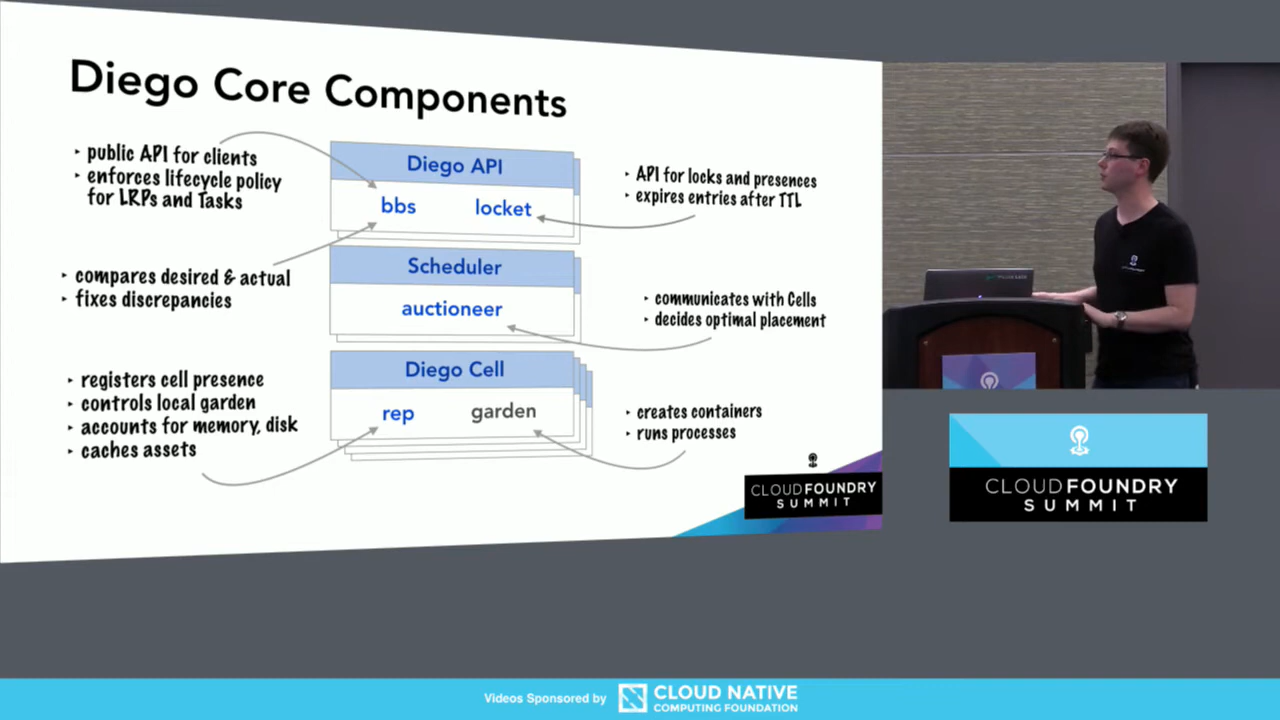 Diego Core Components
‣ public API for clients
‣ enforces lifecycle policy
for LRPs and Tasks
‣ compares desired & actual
‣ fixes discrepancies
‣ registers cell presence
‣ controls local garden
‣ accounts for memory, disk
‣ caches assets
Diego API
bbs locket
Scheduler
auctioneer
Diego Cell
rep garden
‣ API for locks and presences
‣ expires entries after TTL
‣ communicates with Cells
‣ decides optimal placement
‣ creates containers
‣ runs processes
CLOUD FOUNDRY
SUMMIT
CLOUD FOUNDRY
SUMMIT
Videos Sponsored by
CLOUD NATIVE
COMPUTING FOUNDATION